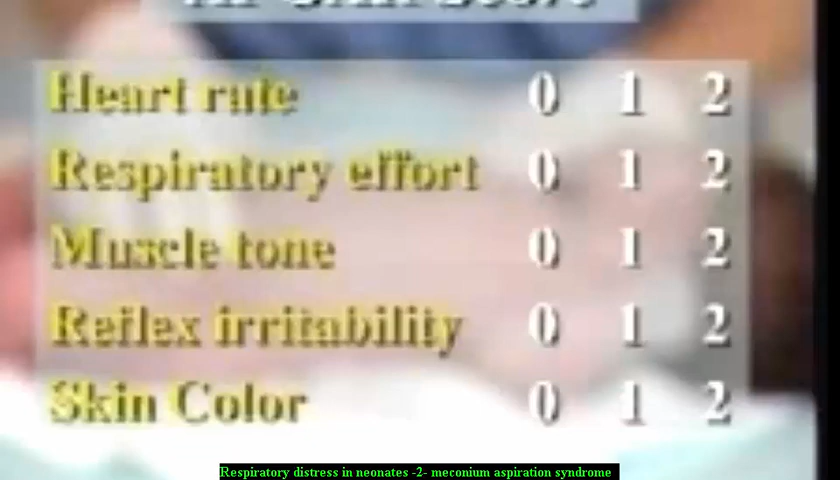 Heart rate 0 1 2
Respiratory effort 0 1 2
Muscle tone 0 1 2
Reflex irritability 0 1 2
Skin Color 0 1 2
Respiratory distress in neonates -2- meconium aspiration syndrome